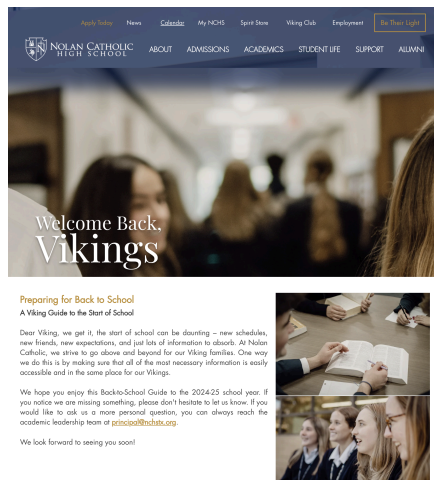 Apply Today News Calendar My NCHS Spirit Store Viking Club Employment Be Their Light
NOLAN CATHOLIC
HIGH SCHOOL
ABOUT ADMISSIONS ACADEMICS STUDENT LIFE SUPPORT ALUMNI
Welcome Back,
Vikings
Preparing for Back to School
A Viking Guide to the Start of School
Dear Viking, we get it, the start of school can be daunting – new schedules,
new friends, new expectations, and just lots of information to absorb. At Nolan
Catholic, we strive to go above and beyond for our Viking families. One way
we do this is by making sure that all of the most necessary information is easily
accessible and in the same place for our Vikings.
We hope you enjoy this Back-to-School Guide to the 2024-25 school year. If
you notice we are missing something, please don't hesitate to let us know. If you
would like to ask us a more personal question, you can always reach the
academic leadership team at principal@nchstx.org.
We look forward to seeing you soon!